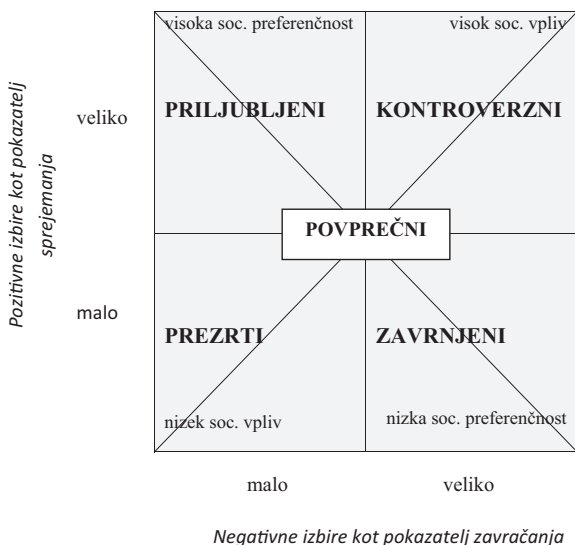 visoka soc. preferenčnost
visok soc. vpliv
Pozitivne izbire kot pokazatelj
sprejemanja
veliko
PRILJUBLJENI
KONTROVERZNI
POVPREČNI
malo
PREZRTI
ZAVRNJENI
nizek soc. vpliv
nizka soc. preferenčnost
malo
veliko
Negativne izbire kot pokazatelj zavračanja